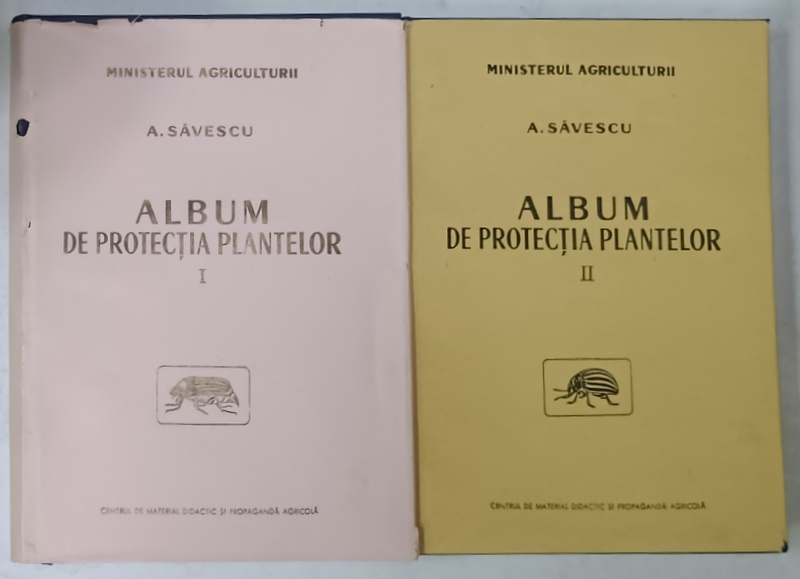 MINISTERUL AGRICULTURII
A. SĂVESCU
ALBUM
DE PROTECȚIA PLANTELOR
I
CENTRUL DE MATERIAL DIDACTIC ȘI PROPAGANDĂ AGRICOLĂ
MINISTERUL AGRICULTURII
A. SĂVESCU
ALBUM
DE PROTECȚIA PLANTELOR
II
CENTRUL DE MATERIAL DIDACTIC ȘI PROPAGANDĂ AGRICOLĂ